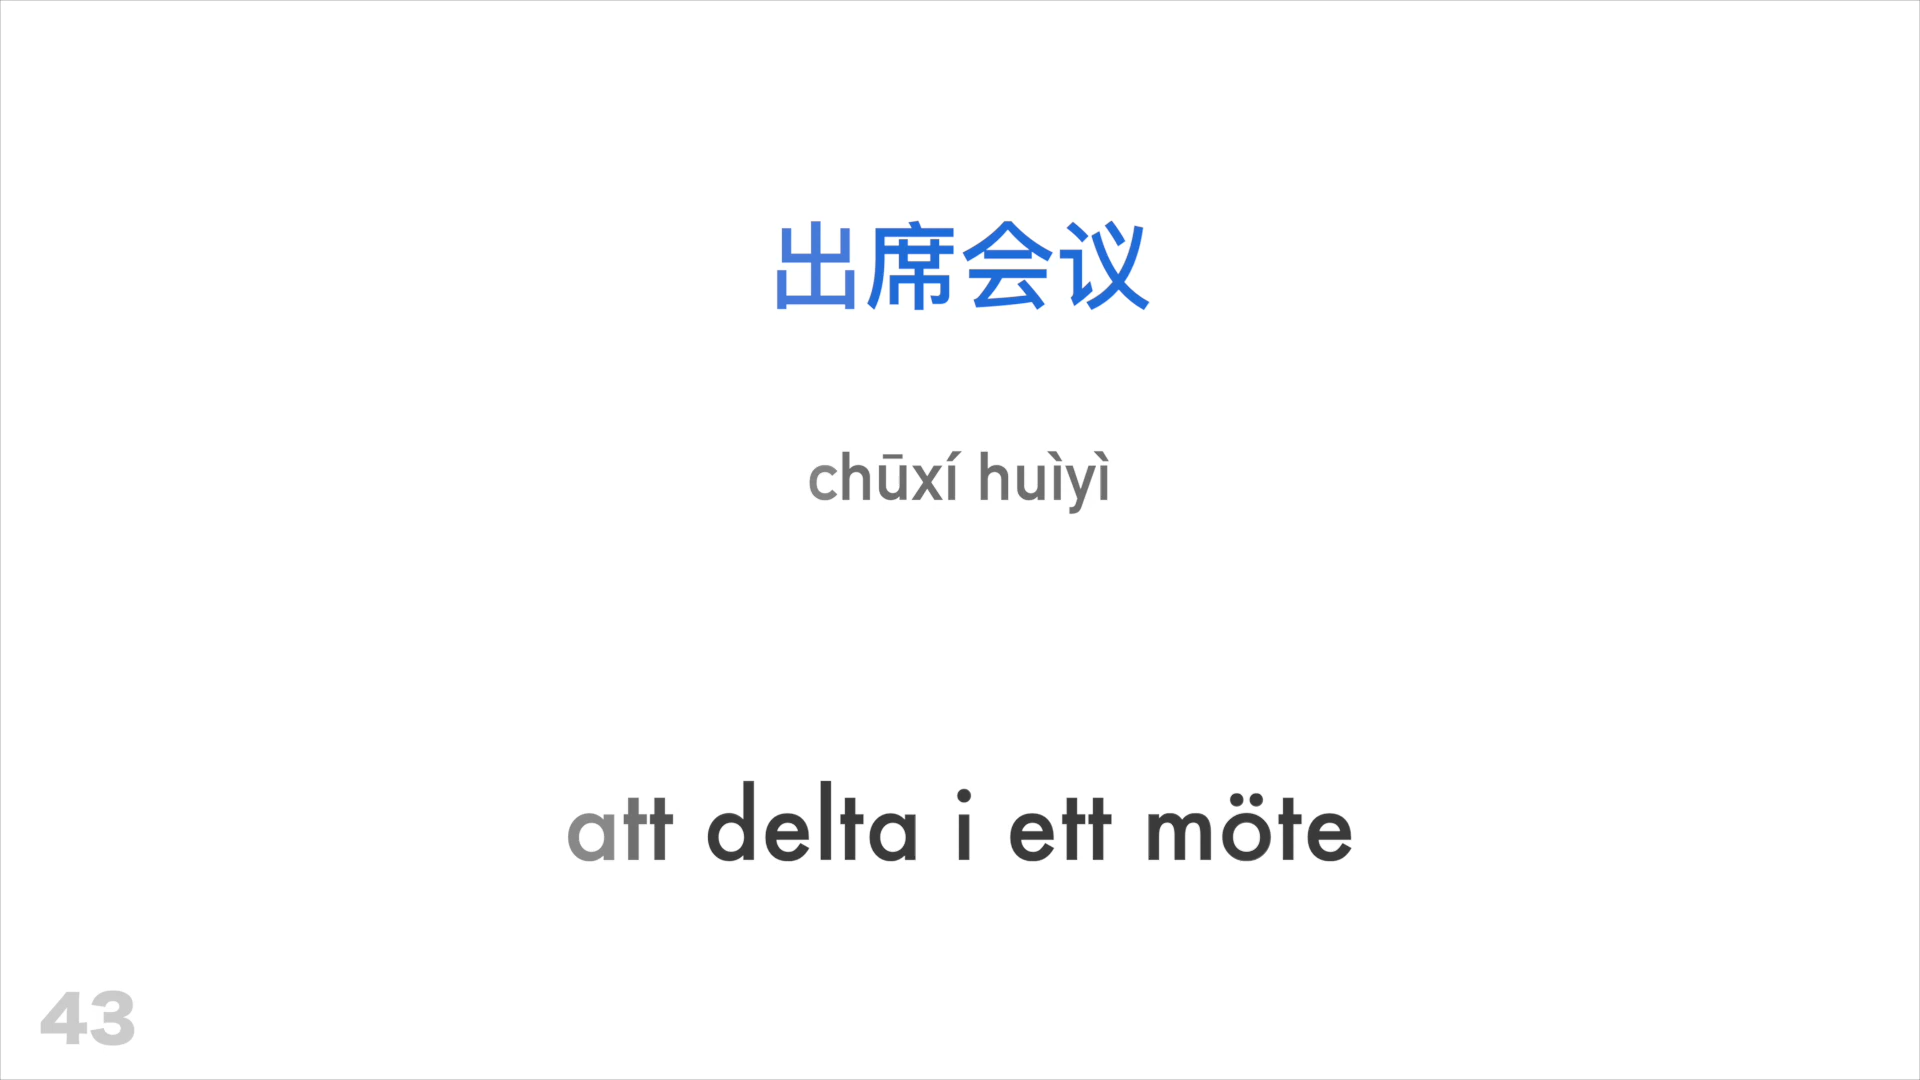 出席会议
chūxí huìyì
att delta i ett möte
43